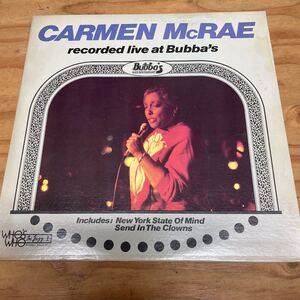 CARMEN McRAE
recorded live at Bubba's
Bubba's
Includes: New York State Of Mind
Send In The Clowns
WHO'S
WHO
In Jazz